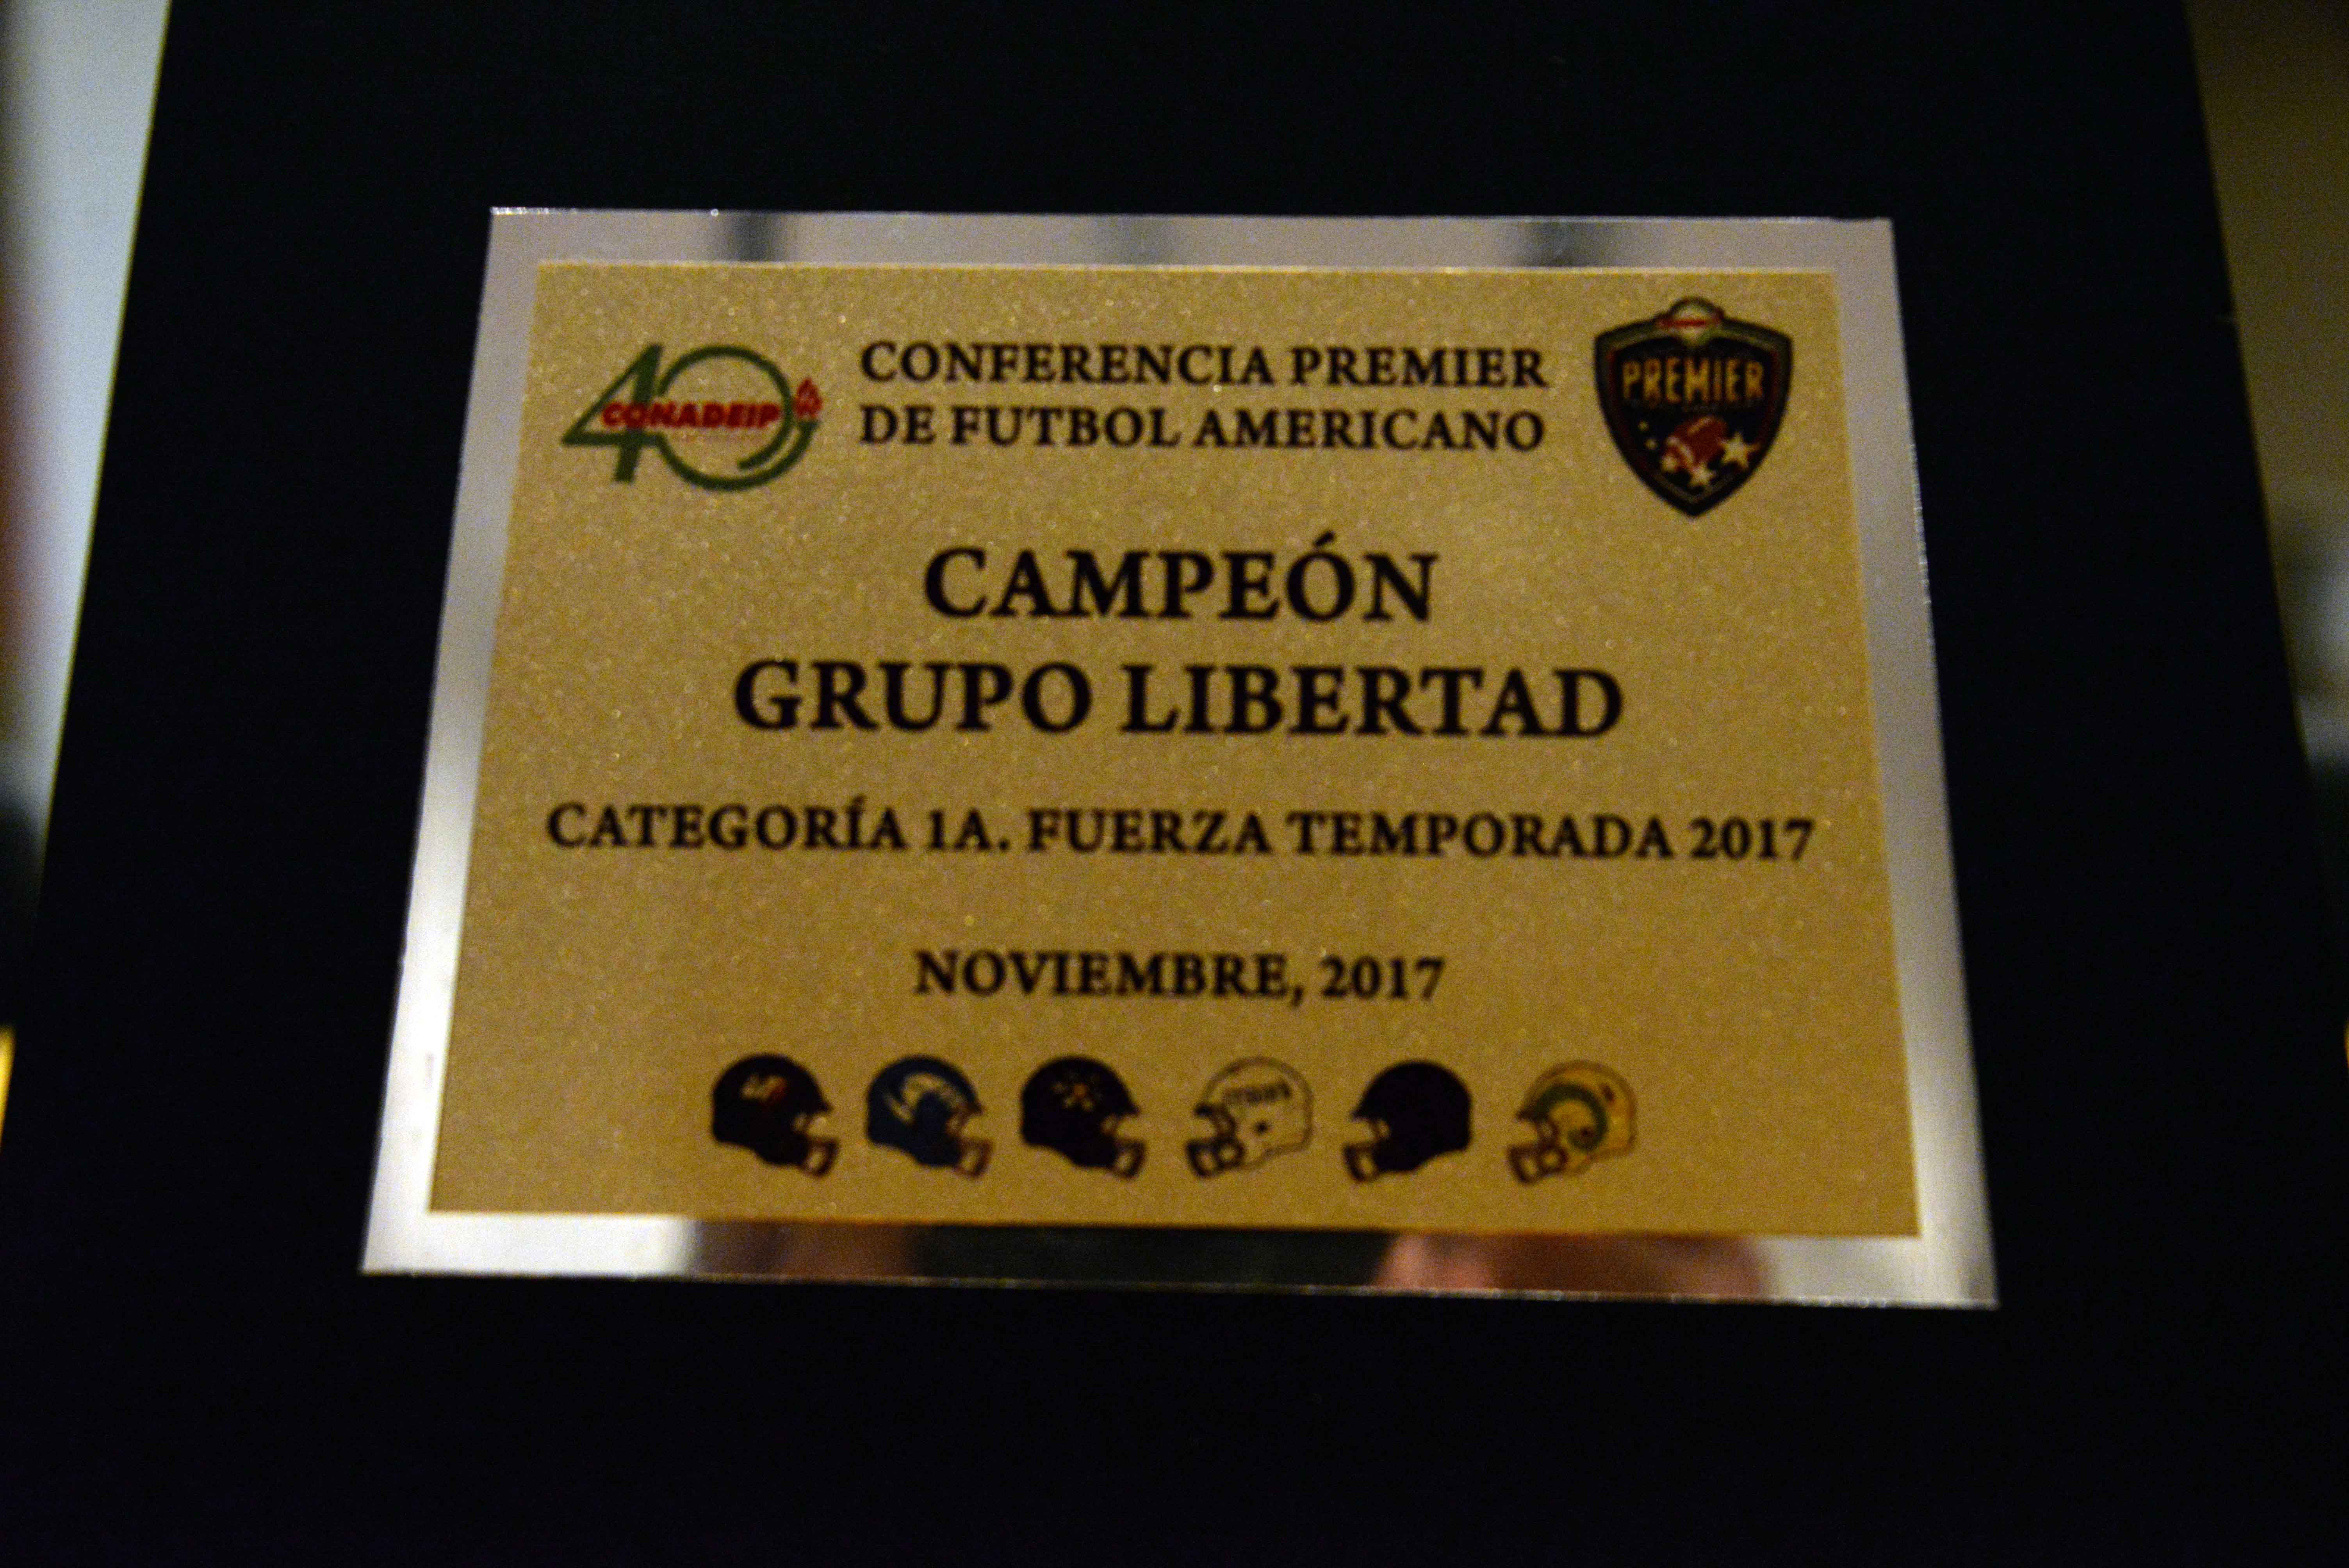 40
CONADEIP
CONFERENCIA PREMIER
DE FUTBOL AMERICANO
PREMIER
CAMPEÓN
GRUPO LIBERTAD
CATEGORÍA 1A. FUERZA TEMPORADA 2017
NOVIEMBRE, 2017